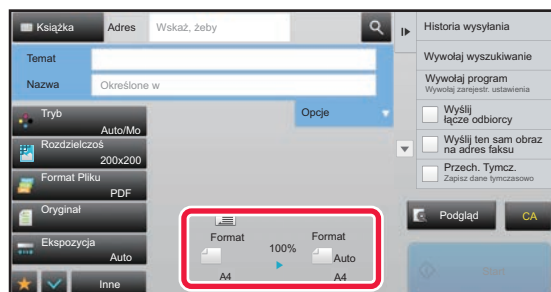 Książka
Adres
Wskaż, żeby
Temat
Nazwa
Określone w
Tryb
Auto/Mo
Rozdzielczoś
200x200
Format Pliku
PDF
Oryginał
Ekspozycja
Auto
Inne
Opcje
Format
A4
100%
Format
Auto
A4
Historia wysyłania
Wywołaj wyszukiwanie
Wywołaj program
Wywołaj zarejestr. ustawienia
Wyślij
łącze odbiorcy
Wyślij ten sam obraz
na adres faksu
Przech. Tymcz.
Zapisz dane tymczasowo
Podgląd
CA
Start